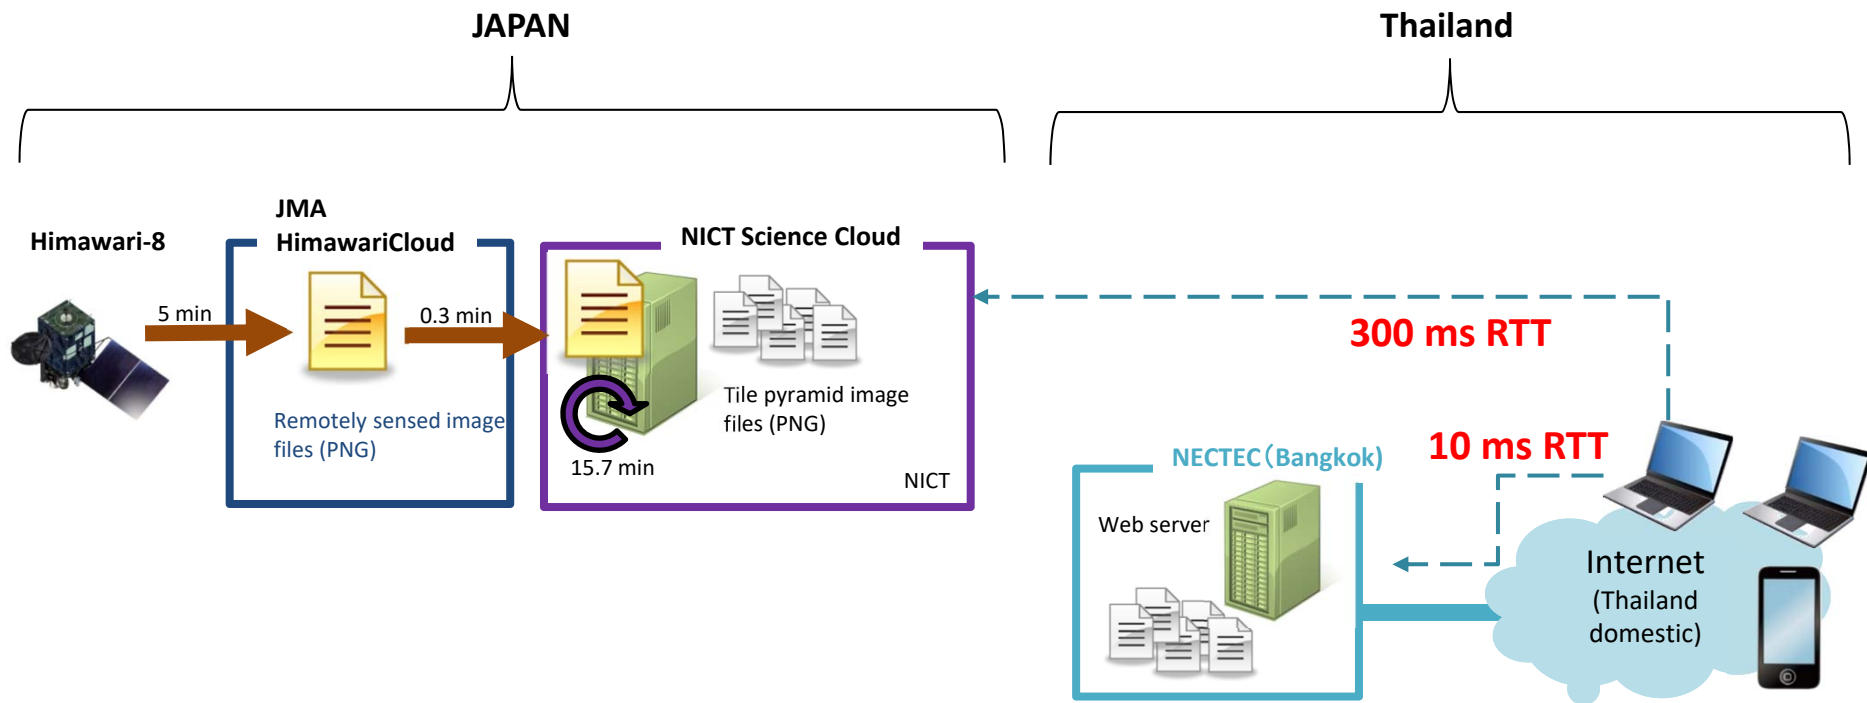 JAPAN
Thailand
Himawari-8
JMA
HimawariCloud
NICT Science Cloud
5 min
0.3 min
300 ms RTT
Remotely sensed image
files (PNG)
Tile pyramid image
files (PNG)
15.7 min
NICT
10 ms RTT
NECTEC（Bangkok)
Web server
Internet
(Thailand
domestic)